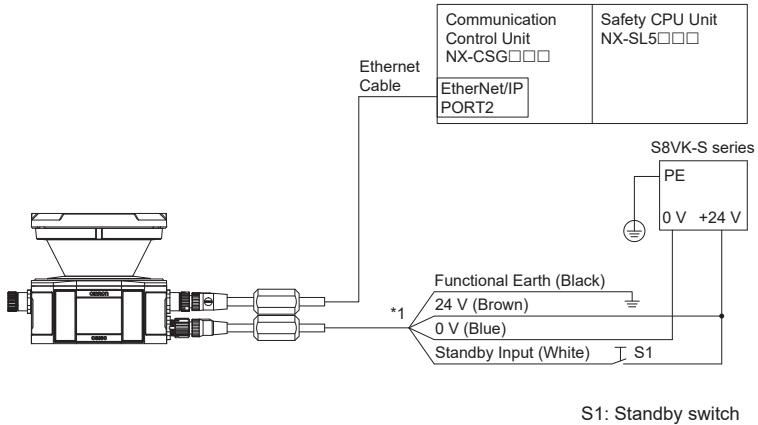 Communication
Control Unit
NX-CSG□□□
Safety CPU Unit
NX-SL5□□□
Ethernet
Cable
EtherNet/IP
PORT2
S8VK-S series
PE
0 V +24 V
Functional Earth (Black)
*1
24 V (Brown)
0 V (Blue)
Standby Input (White)
S1
omron
S1: Standby switch